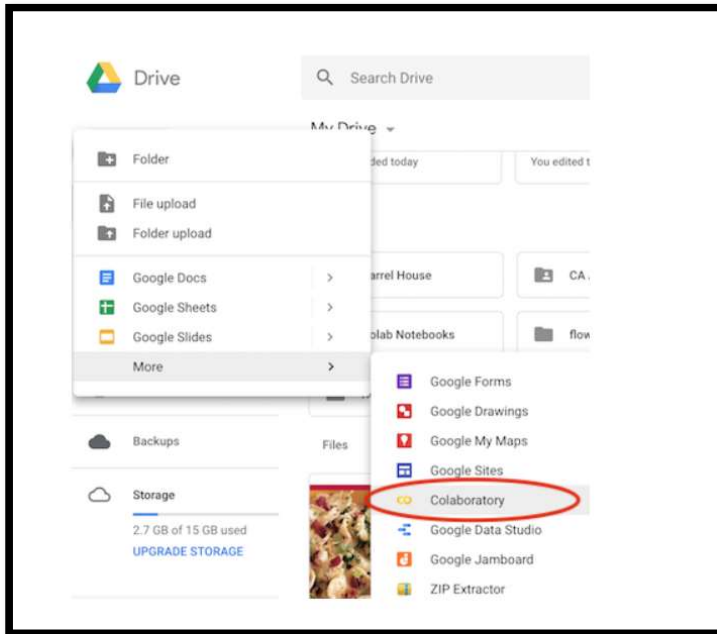 Drive
Search Drive
My Drive
Folder
File upload
Folder upload
Google Docs
Google Sheets
Google Slides
More
Backups
Storage
2.7 GB of 15 GB used
UPGRADE STORAGE
ded today
You edited t
arrel House
CA
olab Notebooks
flow
Files
Google Forms
Google Drawings
Google My Maps
Google Sites
Colaboratory
Google Data Studio
Google Jamboard
ZIP Extractor